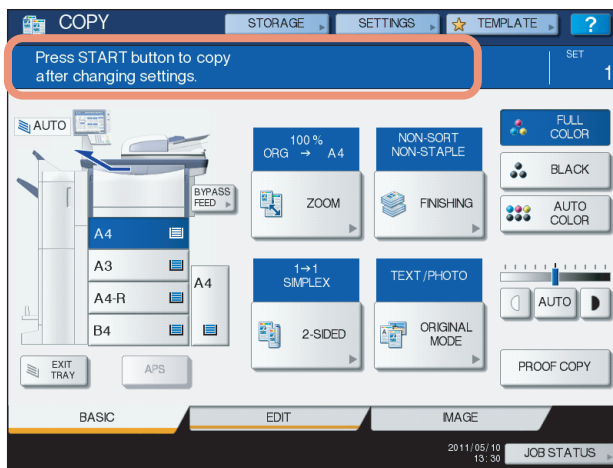 COPY
STORAGE
SETTINGS
TEMPLATE
?
Press START button to copy
after changing settings.
SET
1
AUTO
BYPASS
FEED
A4
A3
A4-R
B4
A4
EXIT
TRAY
APS
100 %
ORG → A4
ZOOM
NON-SORT
NON-STAPLE
FINISHING
1→1
SIMPLEX
2-SIDED
TEXT/PHOTO
ORIGINAL
MODE
FULL
COLOR
BLACK
AUTO
COLOR
AUTO
PROOF COPY
BASIC
EDIT
IMAGE
2011/05/10
13:30
JOB STATUS